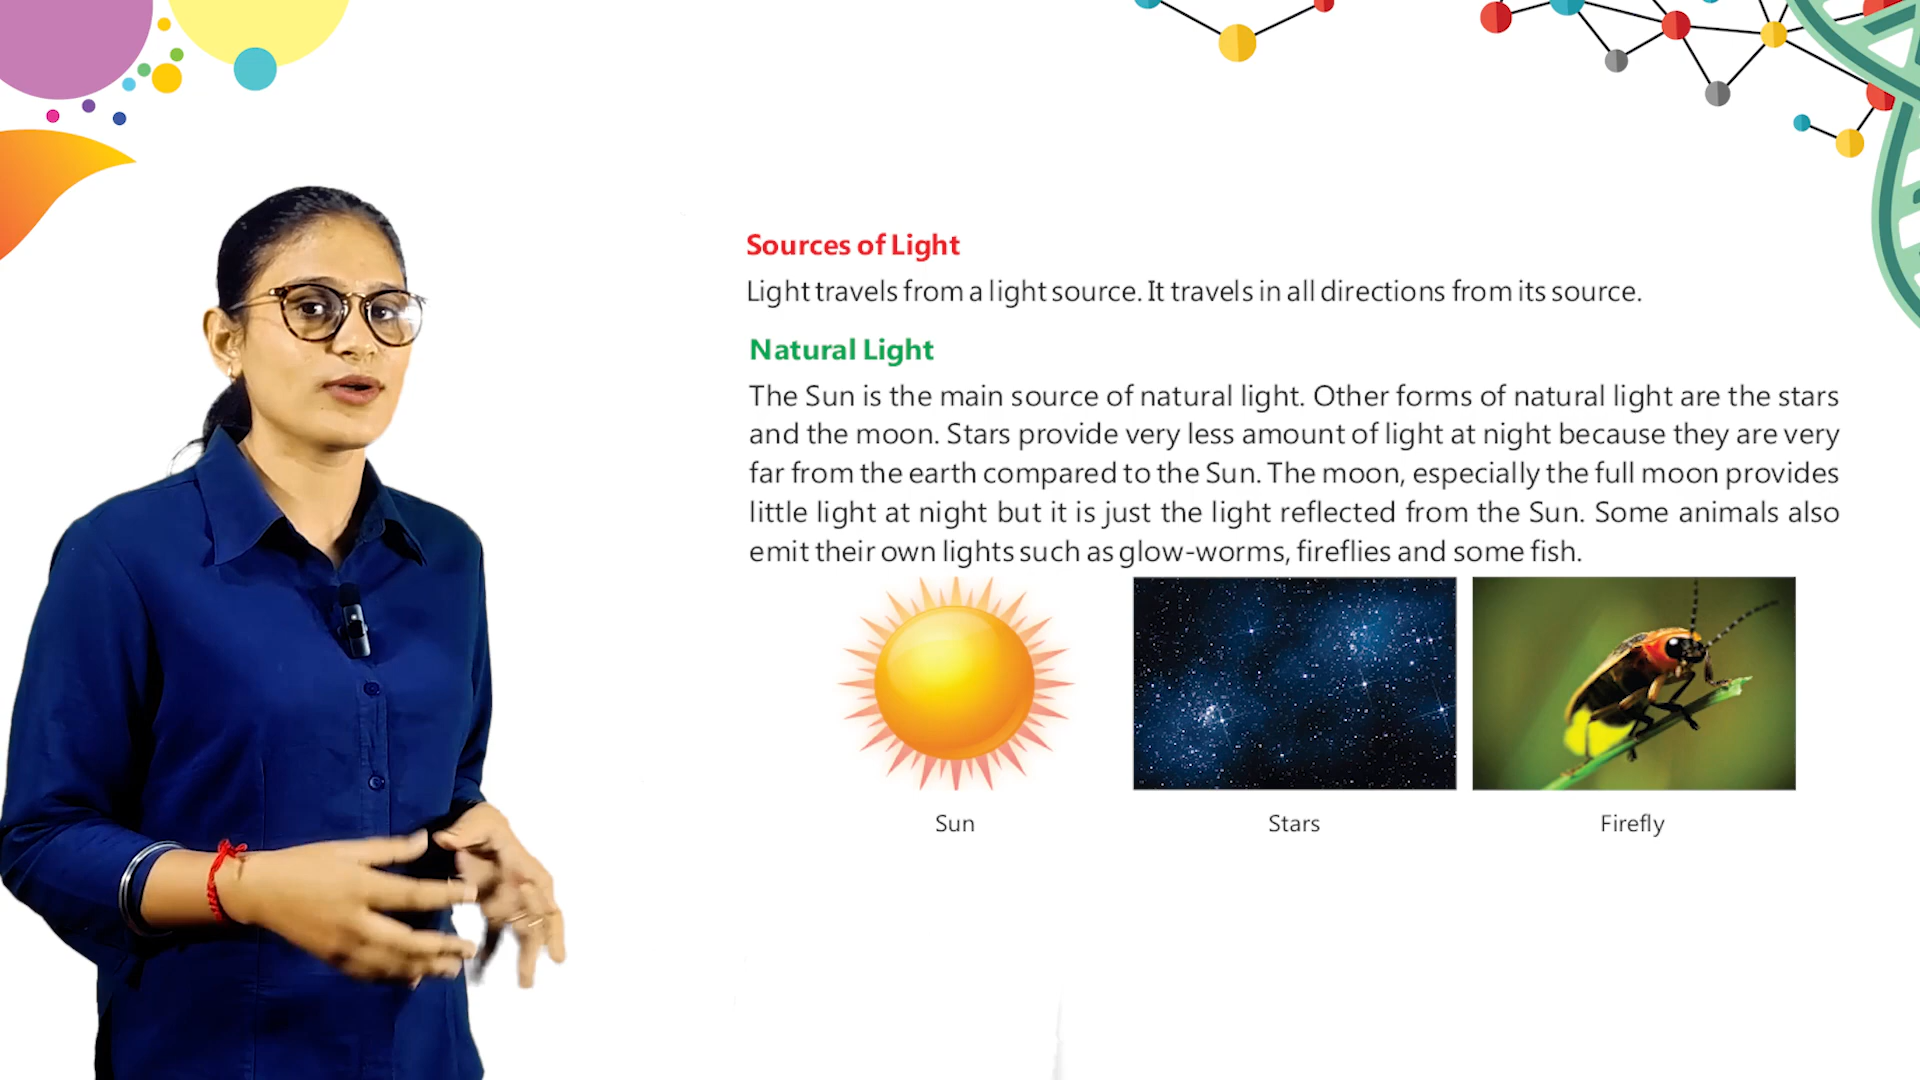 Sources of Light
Light travels from a light source. It travels in all directions from its source.
Natural Light
The Sun is the main source of natural light. Other forms of natural light are the stars
and the moon. Stars provide very less amount of light at night because they are very
far from the earth compared to the Sun. The moon, especially the full moon provides
little light at night but it is just the light reflected from the Sun. Some animals also
emit their own lights such as glow-worms, fireflies and some fish.
Sun
Stars
Firefly